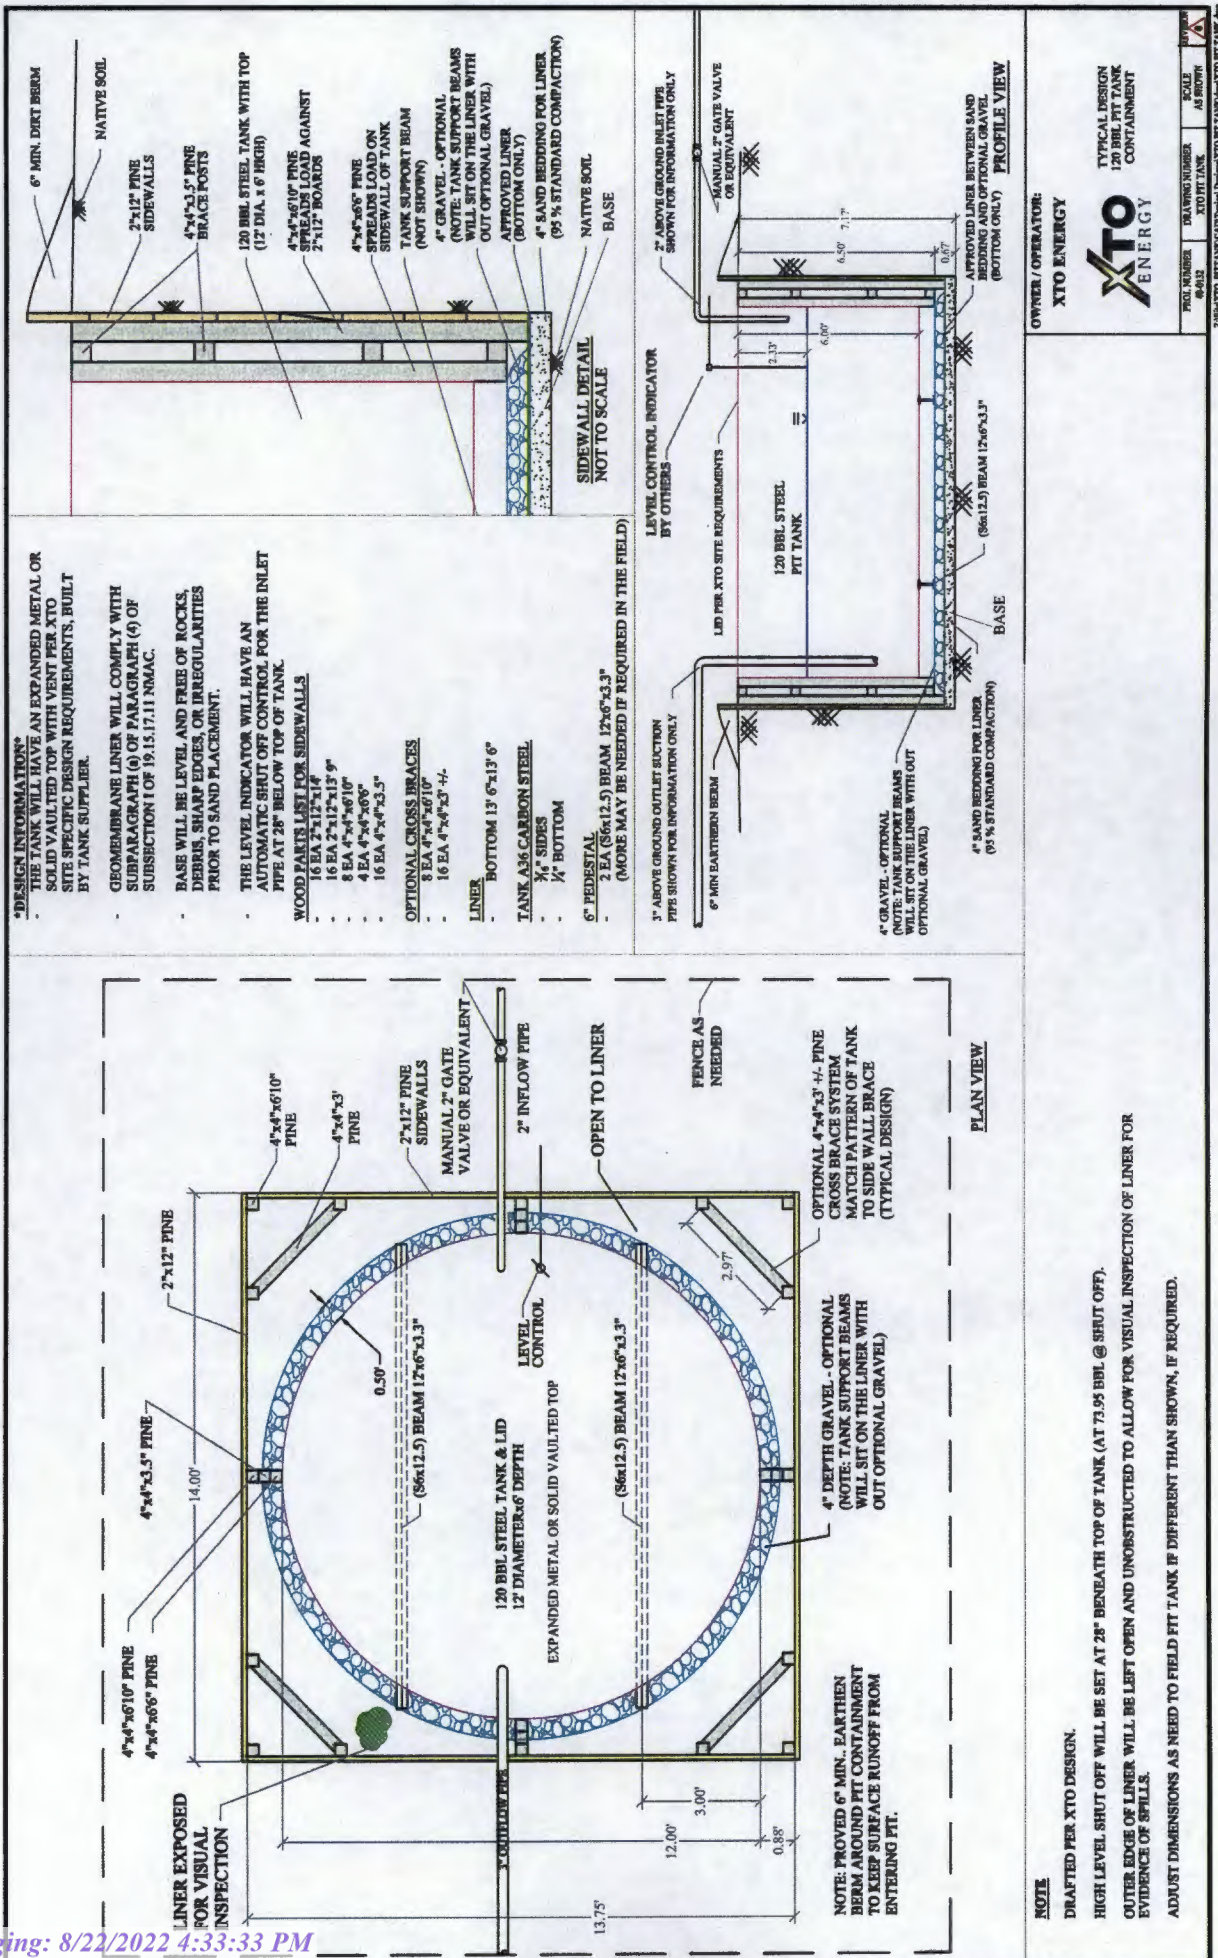 *DESIGN INFORMATION*
- THE TANK WILL HAVE AN EXPANDED METAL OR
SOLID VAULTED TOP WITH VENT PER XTO
SITE SPECIFIC DESIGN REQUIREMENTS, BUILT
BY TANK SUPPLIER.
- GEOMEMBRANE LINER WILL COMPLY WITH
SUBPARAGRAPH (a) OF PARAGRAPH (4) OF
SUBSECTION I OF 19.15.17.11 NMAC.
- BASE WILL BE LEVEL AND FREE OF ROCKS,
DEBRIS, SHARP EDGES, OR IRREGULARITIES
PRIOR TO SAND PLACEMENT.
- THE LEVEL INDICATOR WILL HAVE AN
AUTOMATIC SHUT OFF CONTROL FOR THE INLET
PIPE AT 28" BELOW TOP OF TANK.
WOOD PARTS LIST FOR SIDEWALLS
- 16 EA 2"x12"x14'
- 16 EA 2"x12"x13' 9"
- 8 EA 4"x4"x6'10"
- 4 EA 4"x4"x6'6"
- 16 EA 4"x4"x3.5"
OPTIONAL CROSS BRACES
- 8 EA 4"x4"x6'10"
- 16 EA 4"x4"x3' +/-
LINER
- BOTTOM 13' 6"x13' 6"
TANK A36 CARBON STEEL
- 3/16" SIDES
- 1/4" BOTTOM
6" PEDESTAL
- 2 EA (S6x12.5) BEAM 12'x6"x3.3"
(MORE MAY BE NEEDED IF REQUIRED IN THE FIELD)
6" MIN. DIRT BERM
NATIVE SOIL
2"x12" PINE
SIDEWALLS
4"x4"x3.5" PINE
BRACE POSTS
120 BBL STEEL TANK WITH TOP
(12' DIA. x 6' HIGH)
4"x4"x6'10" PINE
SPREADS LOAD AGAINST
2"x12" BOARDS
4"x4"x6'6" PINE
SPREADS LOAD ON
SIDEWALL OF TANK
TANK SUPPORT BEAM
(NOT SHOWN)
4" GRAVEL - OPTIONAL
(NOTE: TANK SUPPORT BEAMS
WILL SIT ON THE LINER WITH
OUT OPTIONAL GRAVEL)
APPROVED LINER
(BOTTOM ONLY)
4" SAND BEDDING FOR LINER
(95 % STANDARD COMPACTION)
NATIVE SOIL
BASE
SIDEWALL DETAIL
NOT TO SCALE
LEVEL CONTROL INDICATOR
BY OTHERS
2" ABOVE GROUND INLET PIPE
SHOWN FOR INFORMATION ONLY
MANUAL 2" GATE VALVE
OR EQUIVALENT
LID PER XTO SITE REQUIREMENTS
120 BBL STEEL
PIT TANK
2.33'
6.00'
6.50'
7.17'
0.67'
3" ABOVE GROUND OUTLET SUCTION
PIPE SHOWN FOR INFORMATION ONLY
6" MIN EARTHERN BERM
4" GRAVEL - OPTIONAL
(NOTE: TANK SUPPORT BEAMS
WILL SIT ON THE LINER WITH OUT
OPTIONAL GRAVEL)
4" SAND BEDDING FOR LINER
(95 % STANDARD COMPACTION)
BASE
(S6x12.5) BEAM 12'x6"x3.3"
APPROVED LINER BETWEEN SAND
BEDDING AND OPTIONAL GRAVEL
(BOTTOM ONLY)
PROFILE VIEW
2"x12" PINE
4"x4"x3.5" PINE
14.00'
4"x4"x6'10" PINE
4"x4"x6'6" PINE
LINER EXPOSED
FOR VISUAL
INSPECTION
4"x4"x6'10"
PINE
4"x4"x3'
PINE
2"x12" PINE
SIDEWALLS
MANUAL 2" GATE
VALVE OR EQUIVALENT
2" INFLOW PIPE
OPEN TO LINER
FENCE AS
NEEDED
OPTIONAL 4"x4"x3' +/- PINE
CROSS BRACE SYSTEM
MATCH PATTERN OF TANK
TO SIDE WALL BRACE
(TYPICAL DESIGN)
0.50'
(S6x12.5) BEAM 12'x6"x3.3"
LEVEL
CONTROL
120 BBL STEEL TANK & LID
12' DIAMETERx6' DEPTH
EXPANDED METAL OR SOLID VAULTED TOP
(S6x12.5) BEAM 12'x6"x3.3"
2.97'
4" DEPTH GRAVEL - OPTIONAL
(NOTE: TANK SUPPORT BEAMS
WILL SIT ON THE LINER WITH
OUT OPTIONAL GRAVEL)
3" OUTFLOW PIPE
3.00'
12.00'
0.88'
13.75'
NOTE: PROVED 6" MIN.. EARTHEN
BERM AROUND PIT CONTAINMENT
TO KEEP SURFACE RUNOFF FROM
ENTERING PIT.
PLAN VIEW
NOTE
DRAFTED PER XTO DESIGN.
HIGH LEVEL SHUT OFF WILL BE SET AT 28" BENEATH TOP OF TANK (AT 73.95 BBL @ SHUT OFF).
OUTER EDGE OF LINER WILL BE LEFT OPEN AND UNOBSTRUCTED TO ALLOW FOR VISUAL INSPECTION OF LINER FOR
EVIDENCE OF SPILLS.
ADJUST DIMENSIONS AS NEED TO FIELD FIT TANK IF DIFFERENT THAN SHOWN, IF REQUIRED.
OWNER / OPERATOR:
XTO ENERGY
XTO
ENERGY
TYPICAL DESIGN
120 BBL PIT TANK
CONTAINMENT
PROJ. NUMBER
DRAWING NUMBER
XTO PIT TANK
SCALE
AS SHOWN
REVISION
ging: 8/22/2022 4:33:33 PM